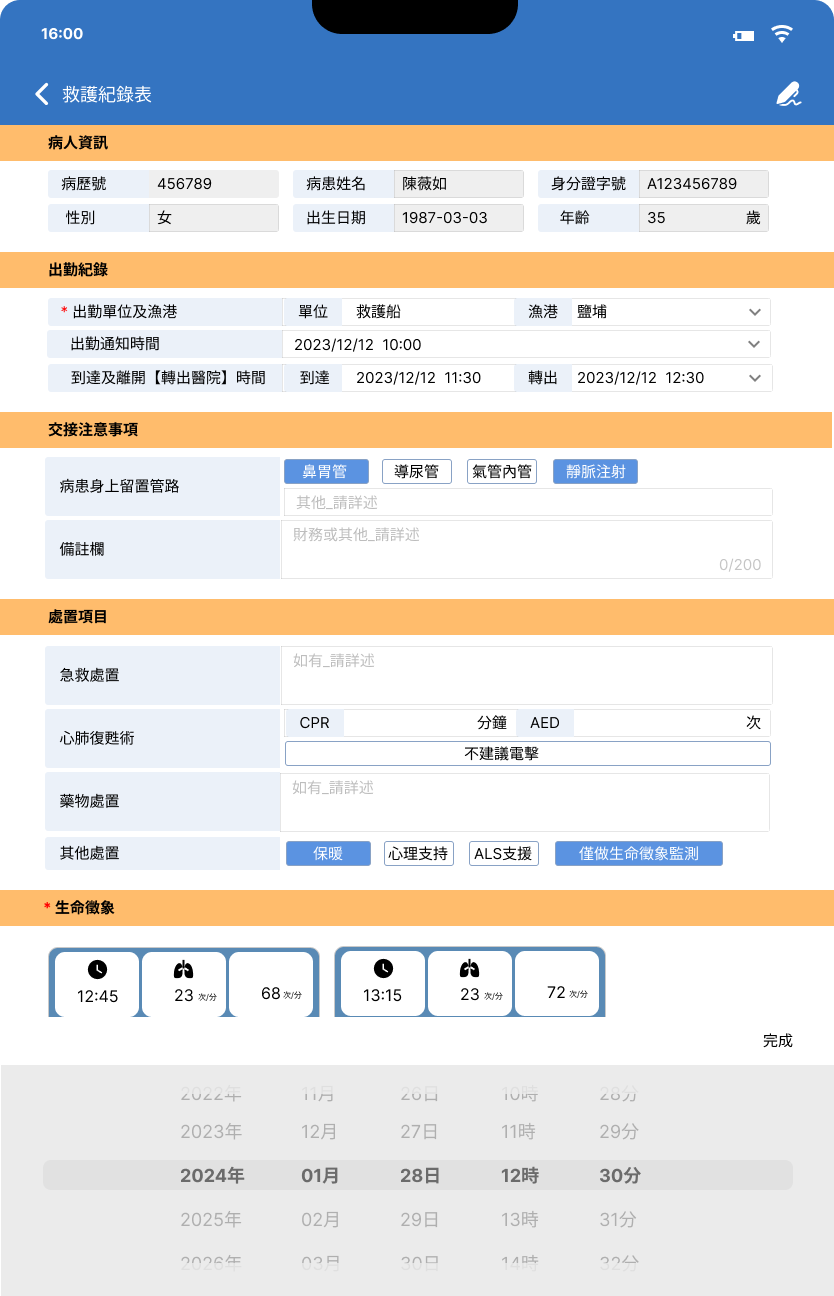 16:00
救護紀錄表
病人資訊
病歷號 456789 病患姓名 陳薇如 身分證字號 A123456789
性別 女 出生日期 1987-03-03 年齡 35 歲
出勤紀錄
* 出勤單位及漁港 單位 救護船 漁港 鹽埔
出勤通知時間 2023/12/12 10:00
到達及離開【轉出醫院】時間 到達 2023/12/12 11:30 轉出 2023/12/12 12:30
交接注意事項
病患身上留置管路 鼻胃管 導尿管 氣管內管 靜脈注射
其他_請詳述
備註欄 財務或其他_請詳述
0/200
處置項目
急救處置 如有_請詳述
心肺復甦術 CPR 分鐘 AED 次
不建議電擊
藥物處置 如有_請詳述
其他處置 保暖 心理支持 ALS支援 僅做生命徵象監測
* 生命徵象
12:45 23 次/分 68 次/分 13:15 23 次/分 72 次/分
完成
2022年 11月 26日 10時 28分
2023年 12月 27日 11時 29分
2024年 01月 28日 12時 30分
2025年 02月 29日 13時 31分
2026年 03月 30日 14時 32分